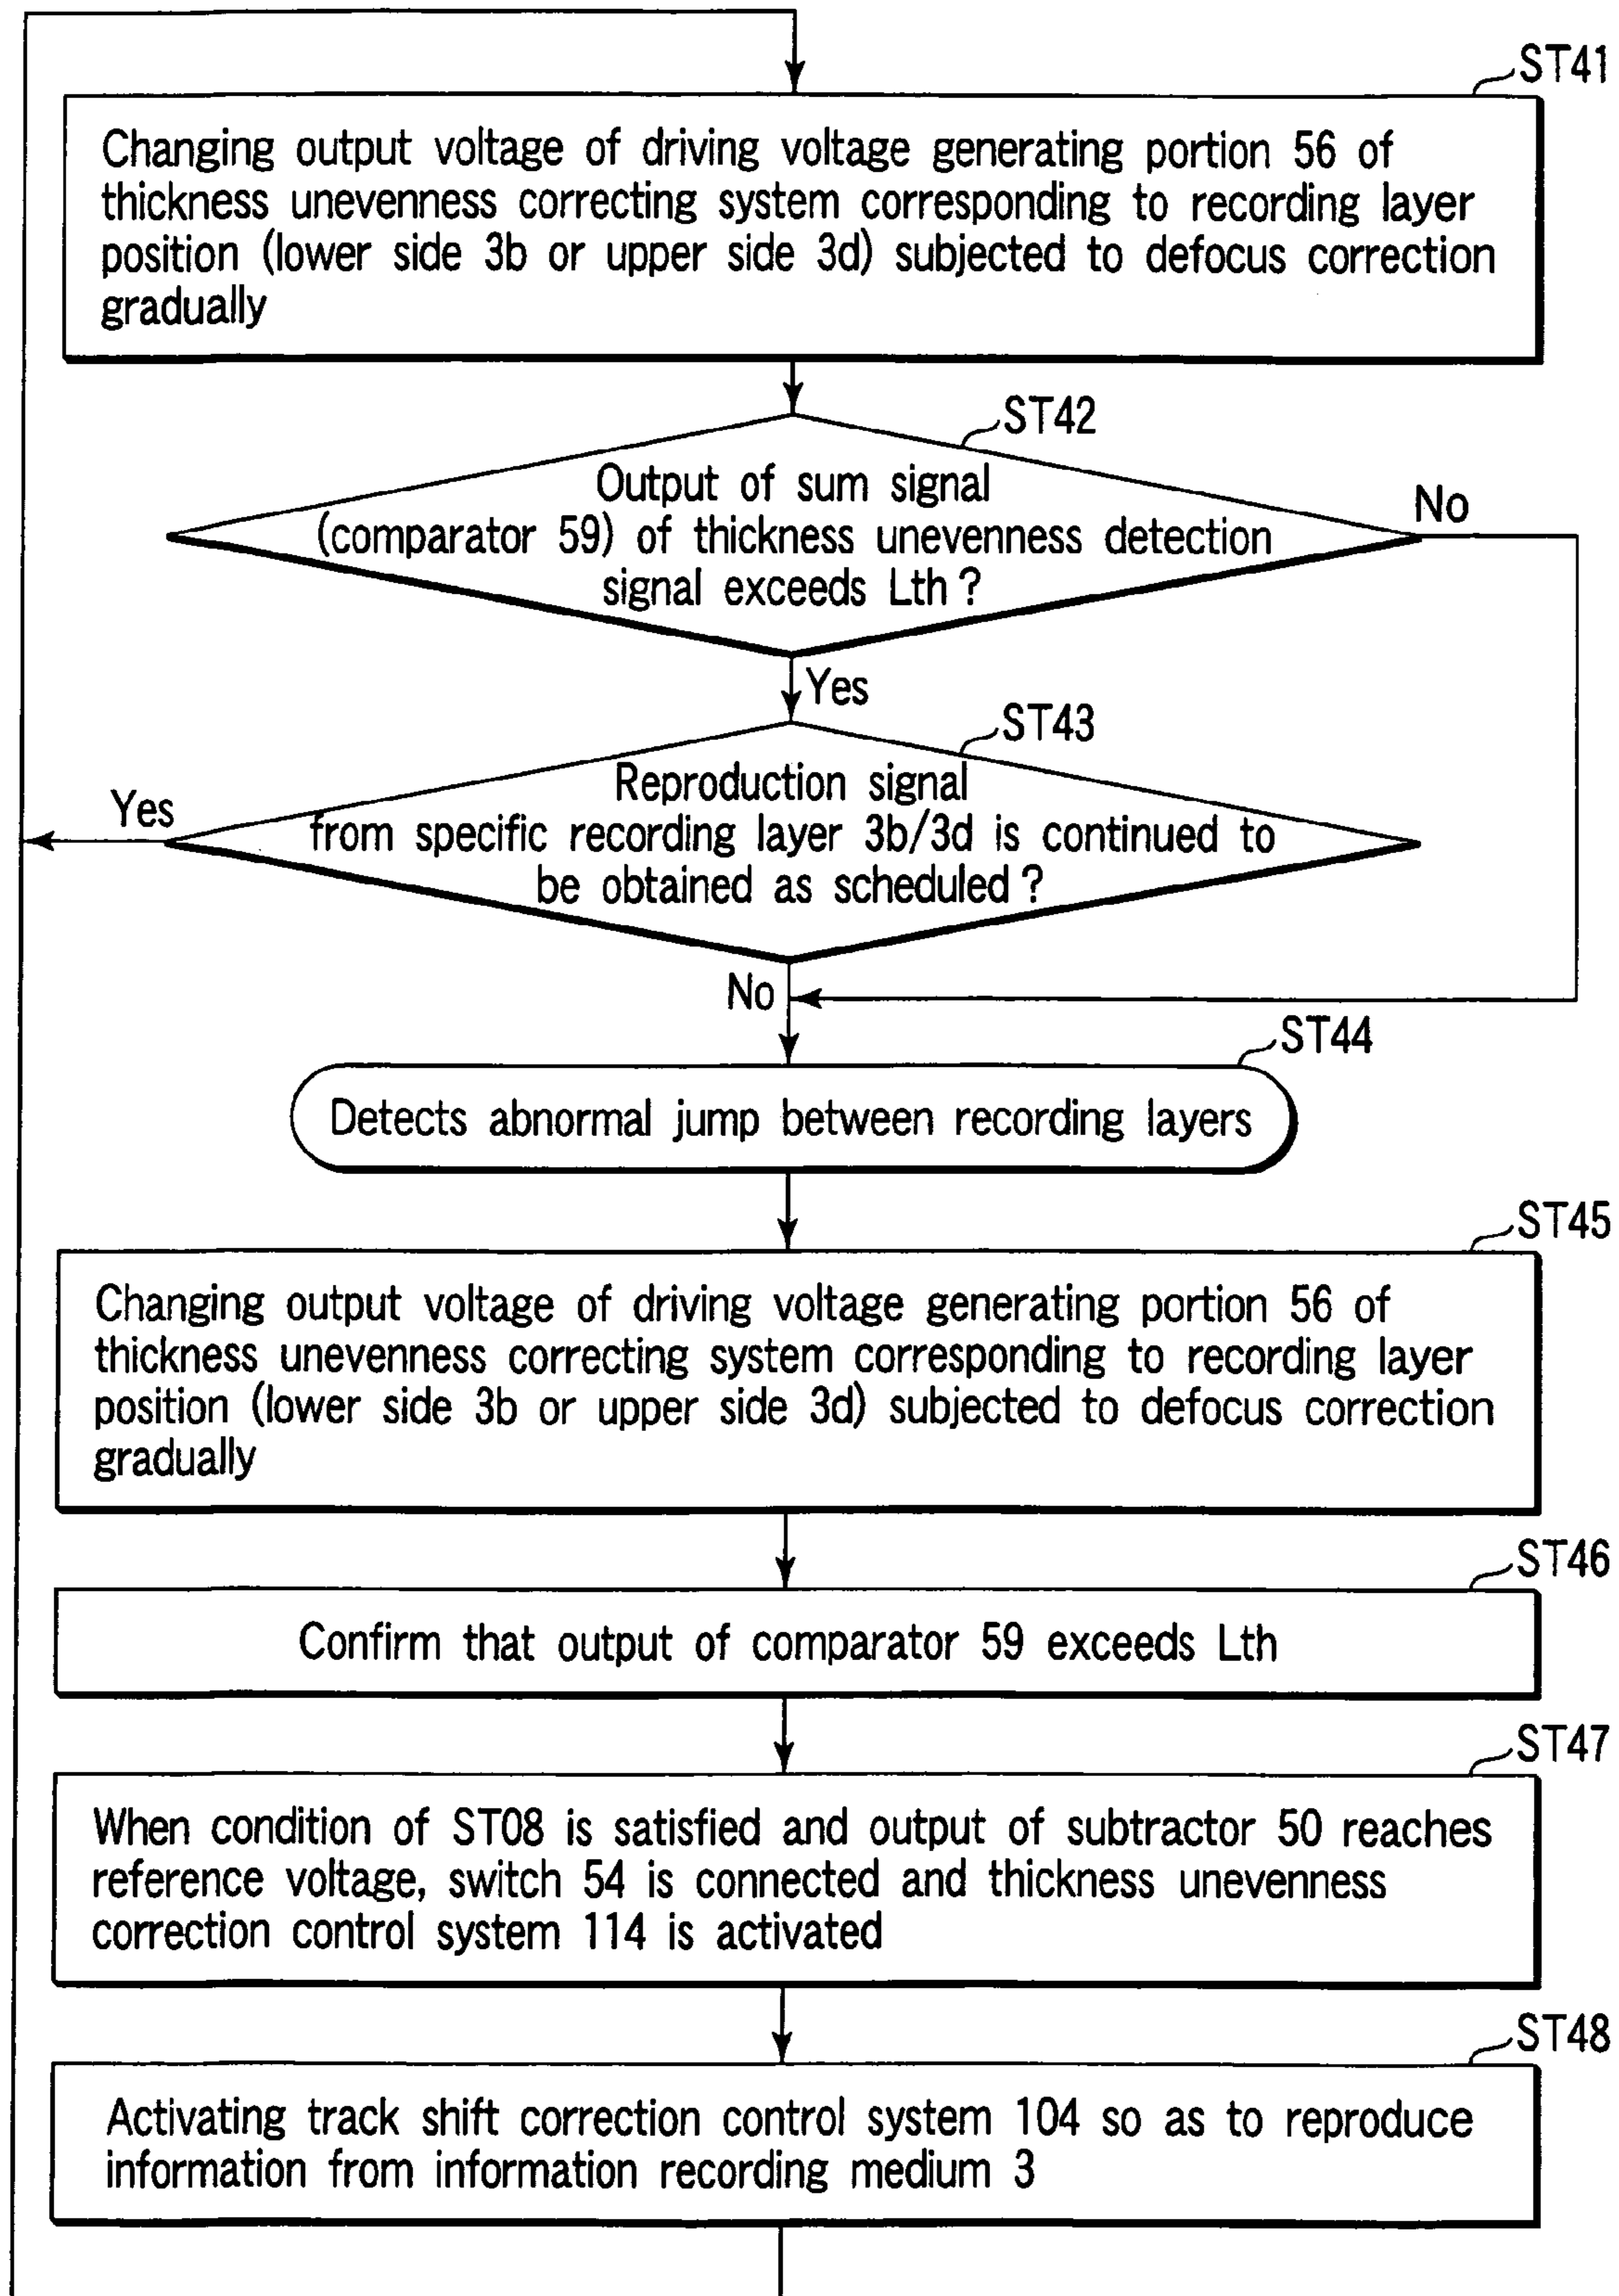 ST41
Changing output voltage of driving voltage generating portion 56 of
thickness unevenness correcting system corresponding to recording layer
position (lower side 3b or upper side 3d) subjected to defocus correction
gradually
ST42
Output of sum signal
(comparator 59) of thickness unevenness detection
signal exceeds Lth ?
No
Yes
ST43
Reproduction signal
from specific recording layer 3b/3d is continued to
be obtained as scheduled ?
Yes
No
ST44
Detects abnormal jump between recording layers
ST45
Changing output voltage of driving voltage generating portion 56 of
thickness unevenness correcting system corresponding to recording layer
position (lower side 3b or upper side 3d) subjected to defocus correction
gradually
ST46
Confirm that output of comparator 59 exceeds Lth
ST47
When condition of ST08 is satisfied and output of subtractor 50 reaches
reference voltage, switch 54 is connected and thickness unevenness
correction control system 114 is activated
ST48
Activating track shift correction control system 104 so as to reproduce
information from information recording medium 3